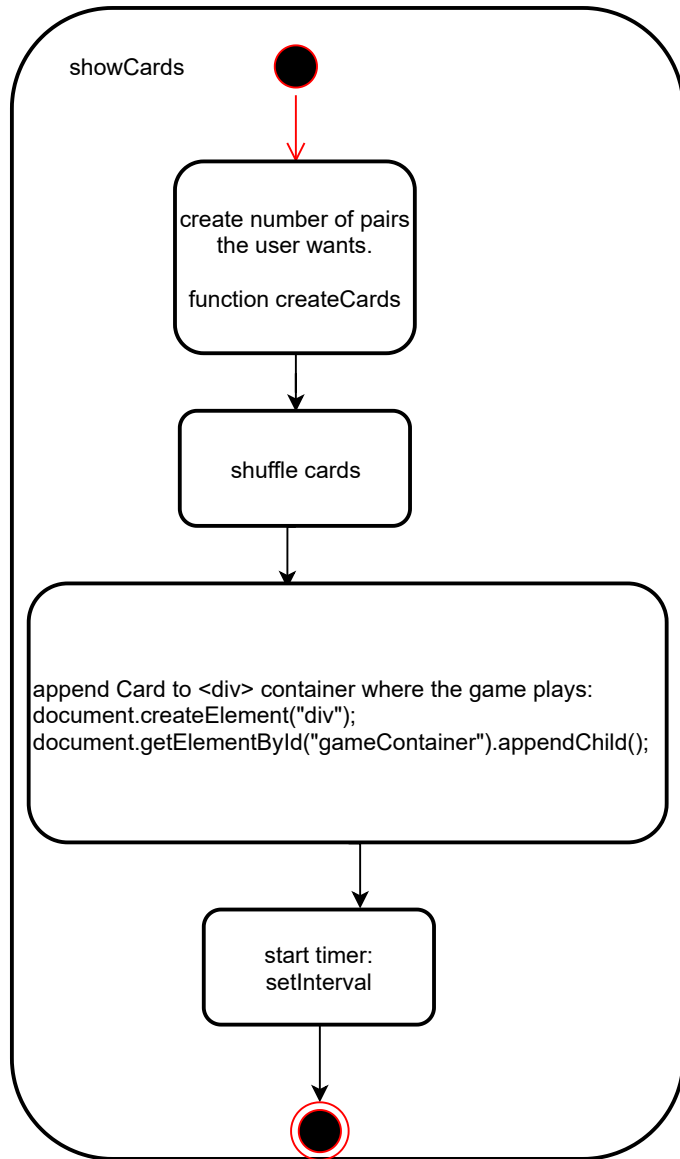 showCards
create number of pairs
the user wants.
function createCards
shuffle cards
append Card to <div> container where the game plays:
document.createElement("div");
document.getElementById("gameContainer").appendChild();
start timer:
setInterval